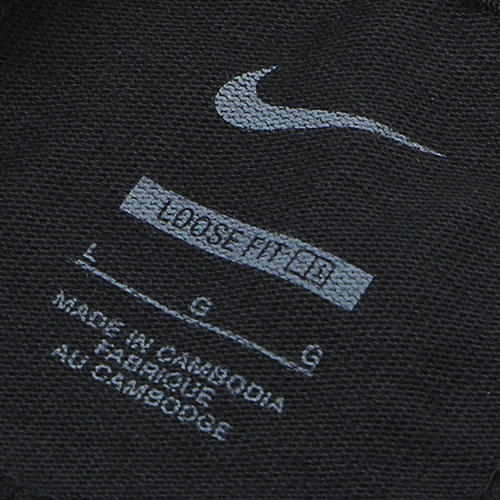 LOOSE FIT
L G G
MADE IN CAMBODIA
FABRIQUE
AU CAMBODGE